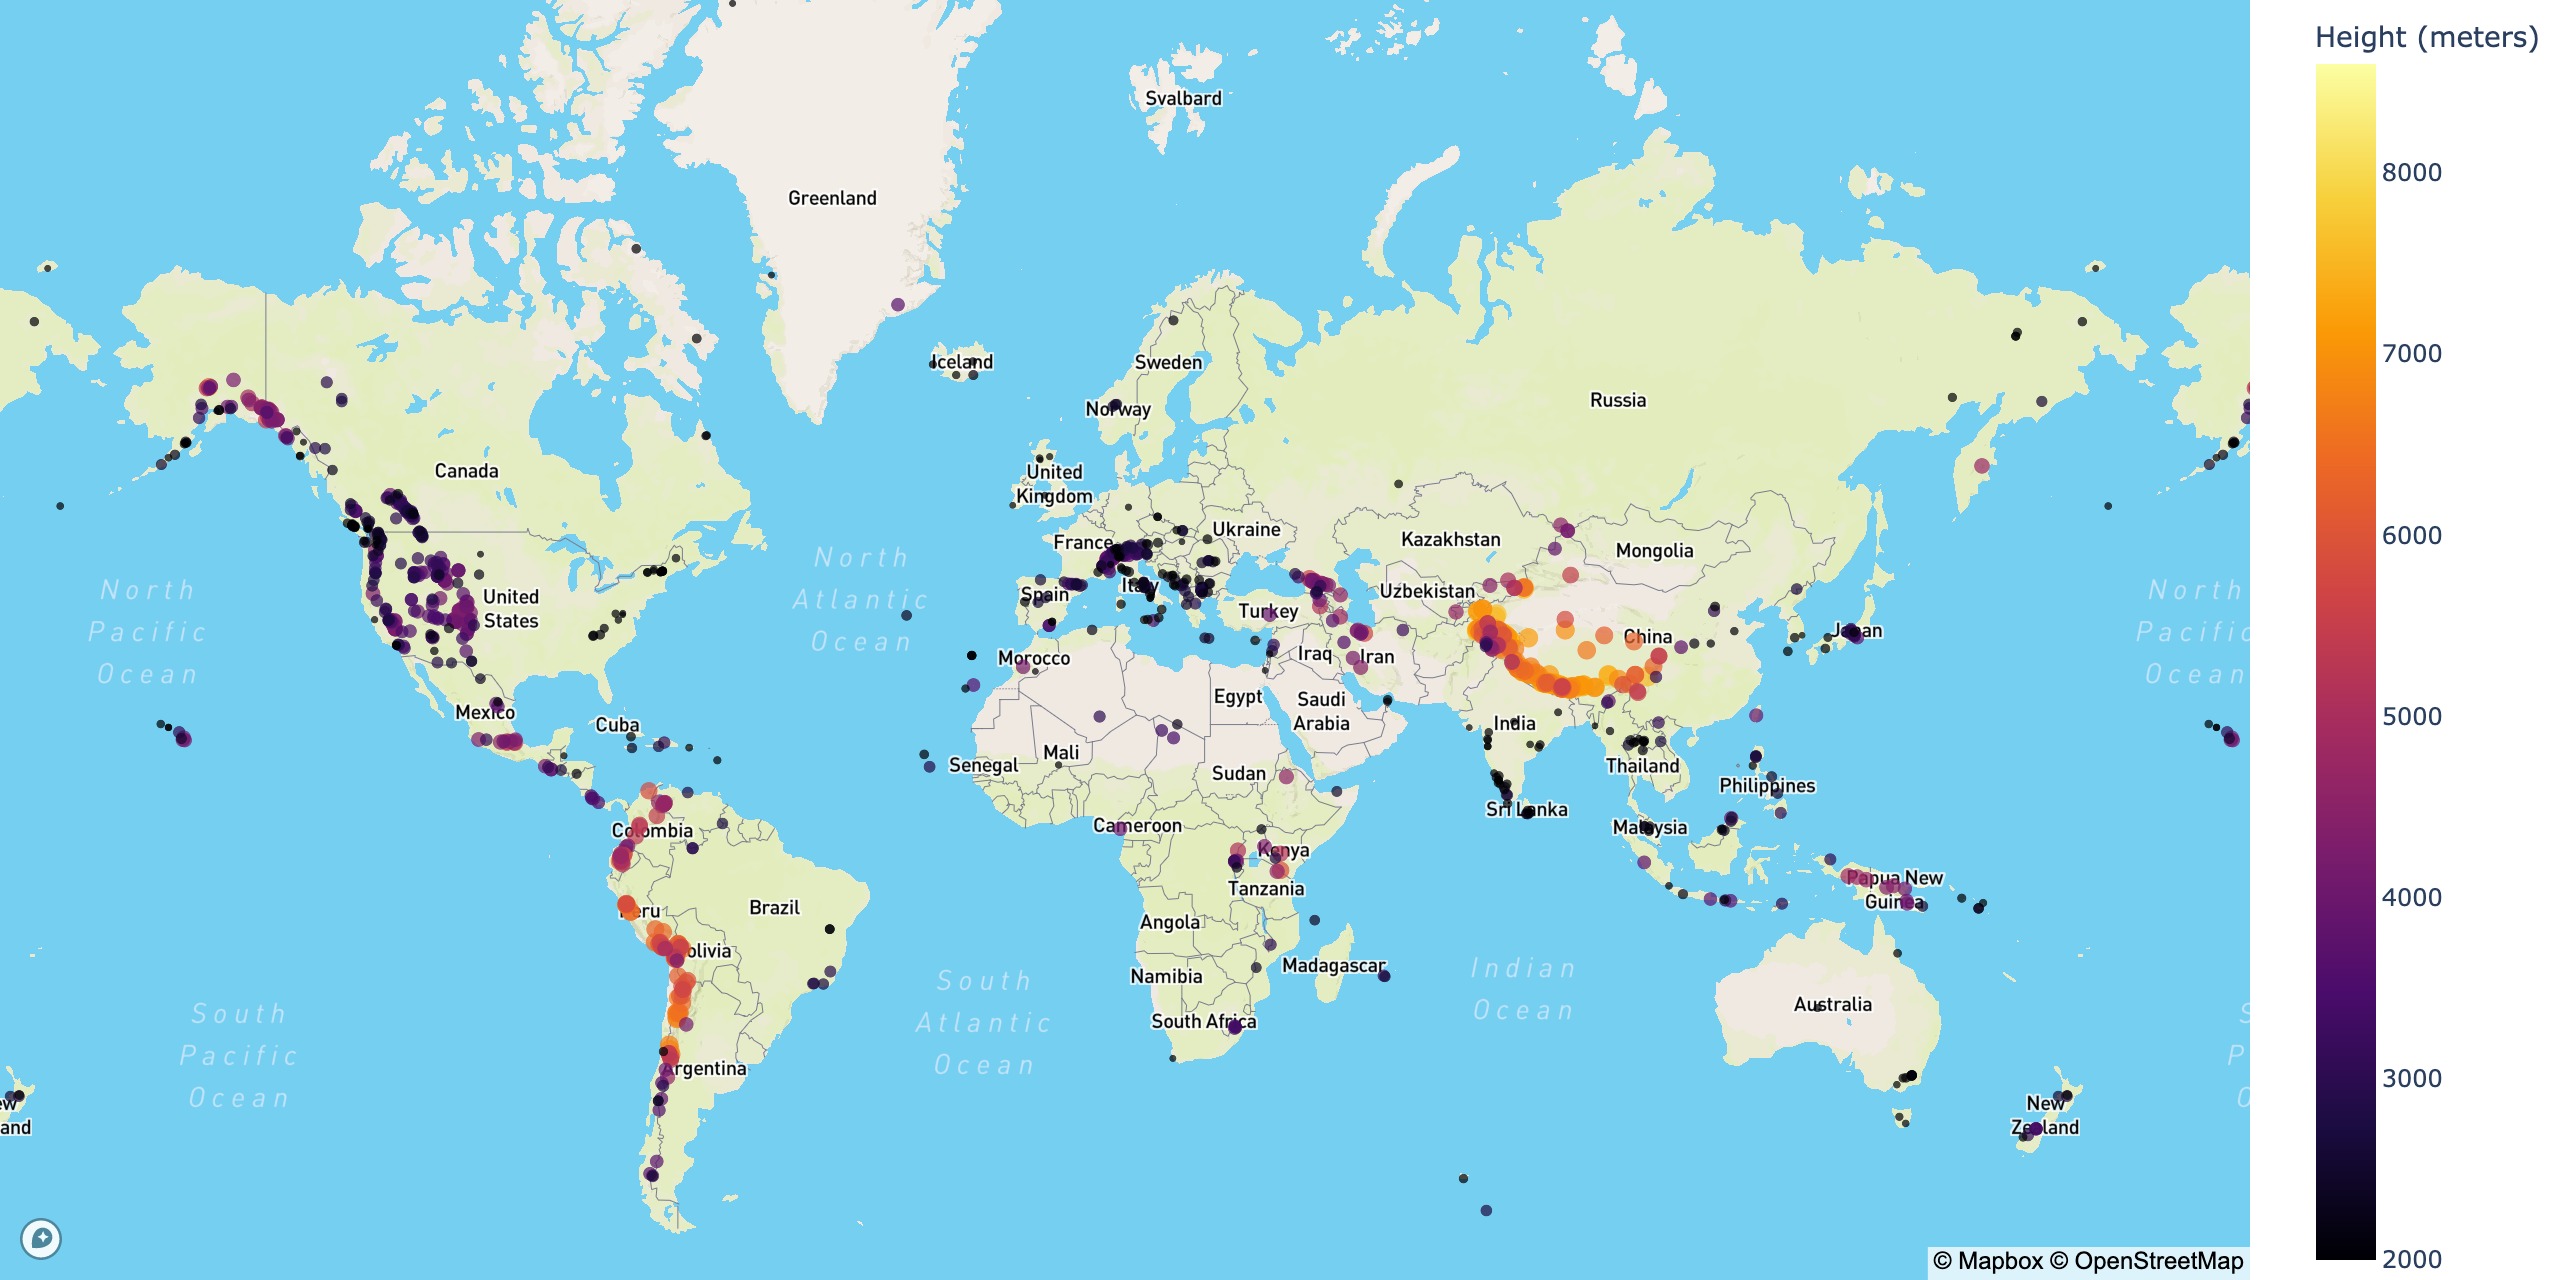 Height (meters)
8000
7000
6000
5000
4000
3000
2000
Svalbard
Greenland
Iceland
Sweden
Norway
Russia
Canada
United
Kingdom
Ukraine
France
Kazakhstan
Mongolia
North
Pacific
Ocean
North
Atlantic
Ocean
United
States
Spain
Italy
Turkey
Uzbekistan
China
Japan
North
Pacific
Ocean
Morocco
Iraq
Iran
Egypt
Saudi
Arabia
Mexico
Cuba
India
Mali
Senegal
Sudan
Thailand
Philippines
Sri Lanka
Colombia
Cameroon
Malaysia
Kenya
Tanzania
Papua New
Guinea
Peru
Brazil
Angola
Bolivia
Namibia
Madagascar
South
Atlantic
Ocean
Indian
Ocean
Australia
South
Pacific
Ocean
South Africa
Argentina
S
P
O
ew
and
New
Zealand
© Mapbox © OpenStreetMap